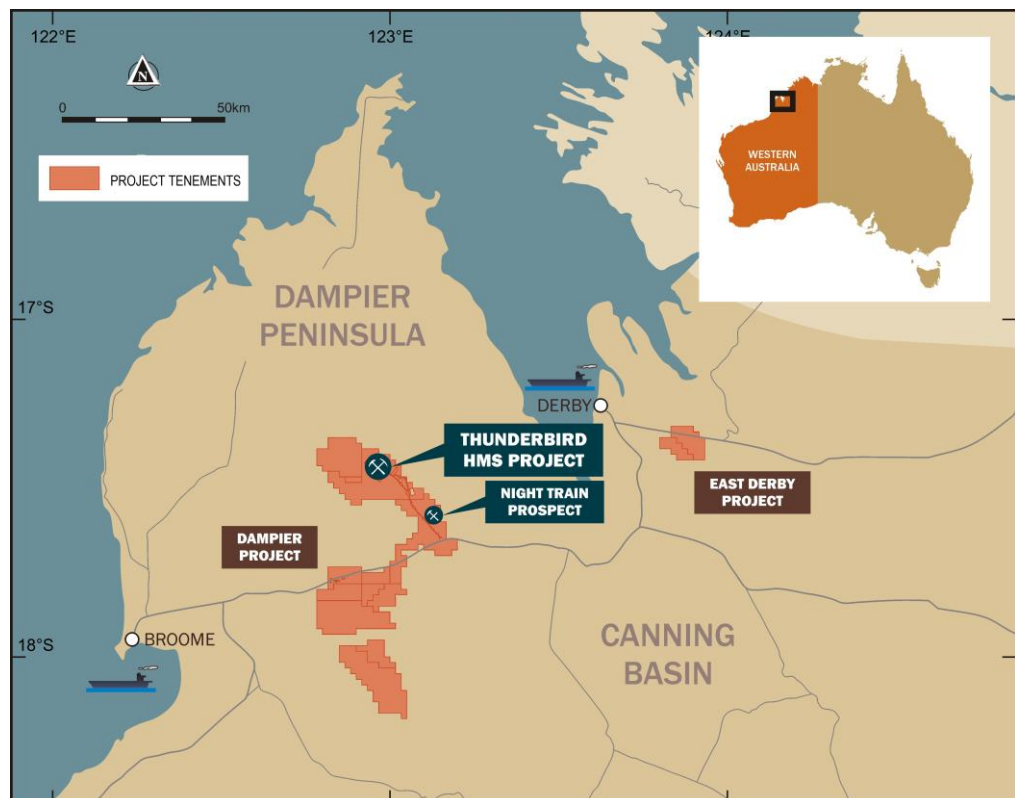 122°E
123°E
124°E
N
0
50km
PROJECT TENEMENTS
WESTERN
AUSTRALIA
17°S
DAMPIER
PENINSULA
DERBY
THUNDERBIRD
HMS PROJECT
NIGHT TRAIN
PROSPECT
EAST DERBY
PROJECT
DAMPIER
PROJECT
BROOME
18°S
CANNING
BASIN